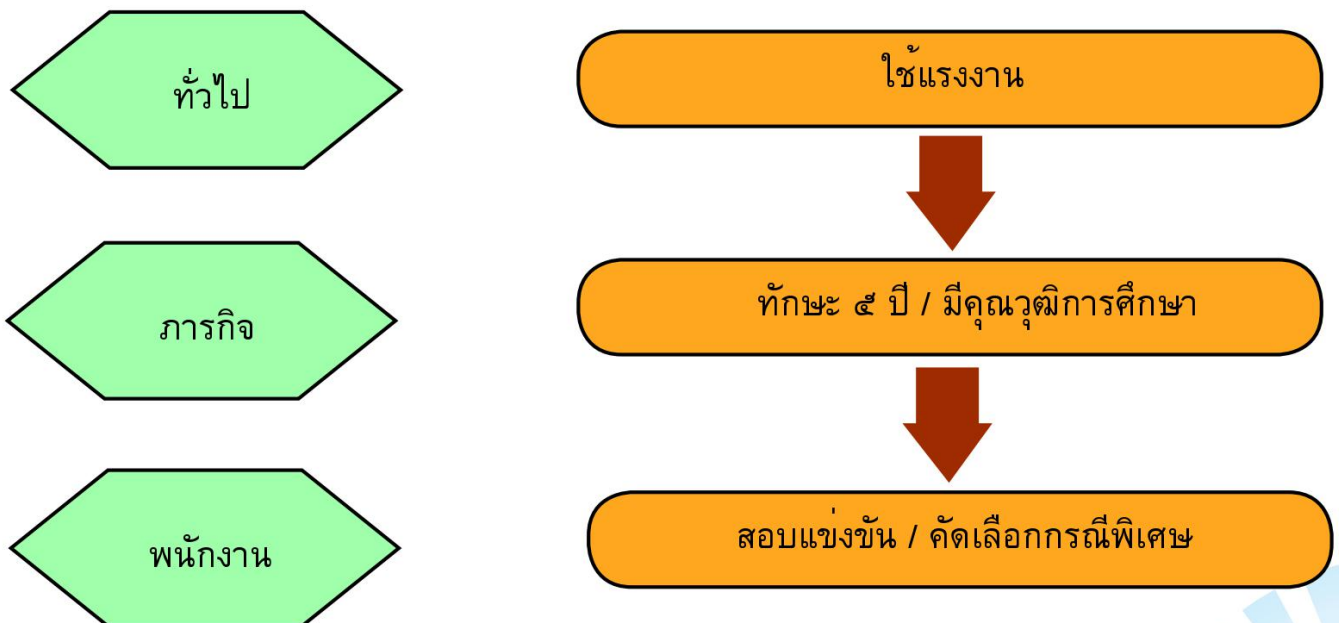 ทั่วไป
ใช้แรงงาน
ภารกิจ
ทักษะ ๕ ปี / มีคุณวุฒิการศึกษา
พนักงาน
สอบแข่งขัน / คัดเลือกกรณีพิเศษ